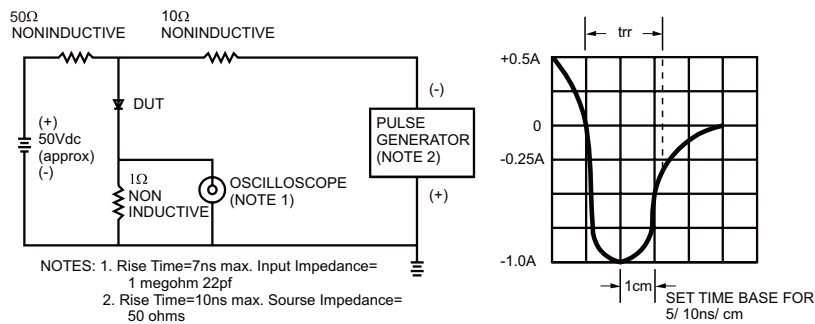 50Ω
NONINDUCTIVE
10Ω
NONINDUCTIVE
DUT
(+)
50Vdc
(approx)
(-)
1Ω
NON
INDUCTIVE
OSCILLOSCOPE
(NOTE 1)
(-)
PULSE
GENERATOR
(NOTE 2)
(+)
NOTES: 1. Rise Time=7ns max. Input Impedance=
1 megohm 22pf
2. Rise Time=10ns max. Sourse Impedance=
50 ohms
trr
+0.5A
0
-0.25A
-1.0A
1cm
SET TIME BASE FOR
5/ 10ns/ cm